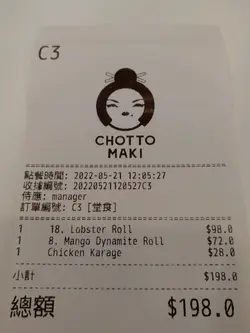 C3
CHOTTO
MAKI
點餐時間: 2022-05-21 12:05:27
收據編號: 20220521120527C3
侍應: manager
訂單編號: C3 [堂食]
1 18. Lobster Roll $98.0
1 8. Mango Dynamite Roll $72.0
1 Chicken Karage $28.0
小計 $198.0
總額 $198.0